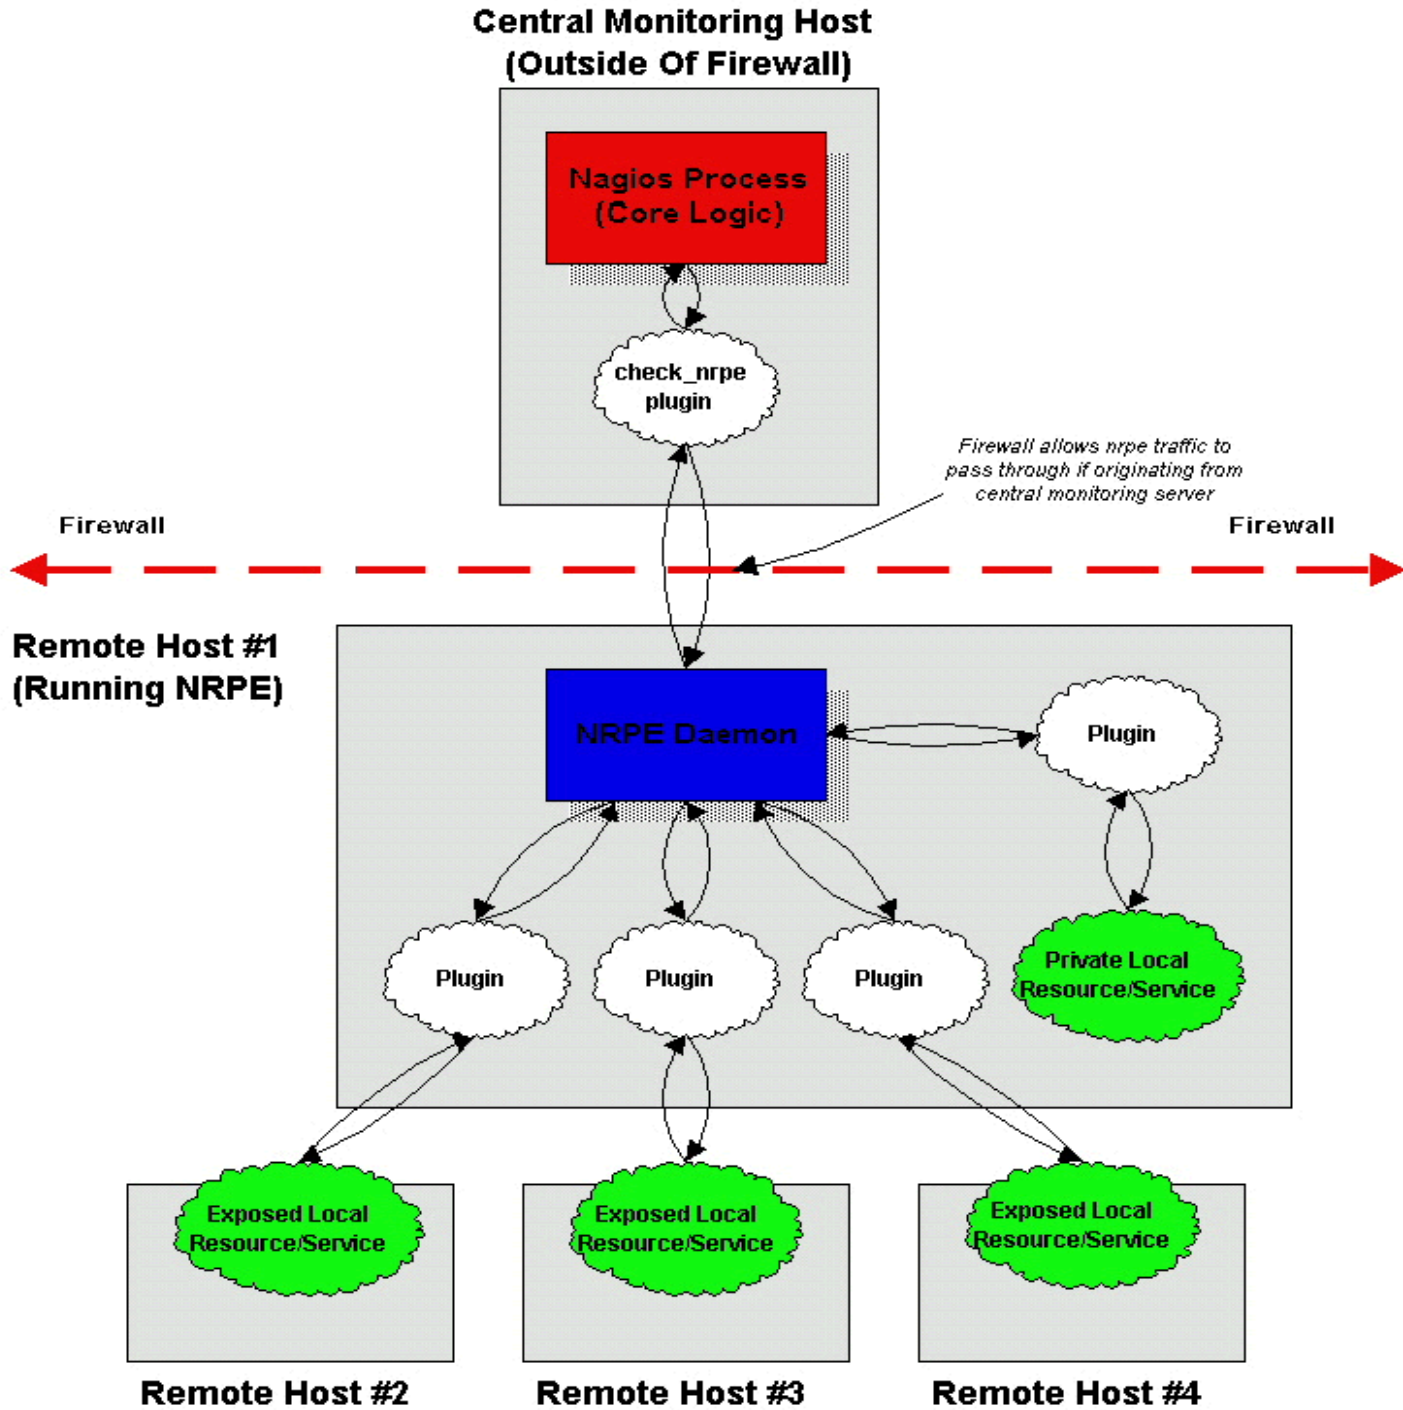 Central Monitoring Host
(Outside Of Firewall)
Nagios Process
(Core Logic)
check_nrpe
plugin
Firewall allows nrpe traffic to
pass through if originating from
central monitoring server
Firewall
Firewall
Remote Host #1
(Running NRPE)
NRPE Daemon
Plugin
Plugin
Plugin
Plugin
Private Local
Resource/Service
Exposed Local
Resource/Service
Exposed Local
Resource/Service
Exposed Local
Resource/Service
Remote Host #2
Remote Host #3
Remote Host #4